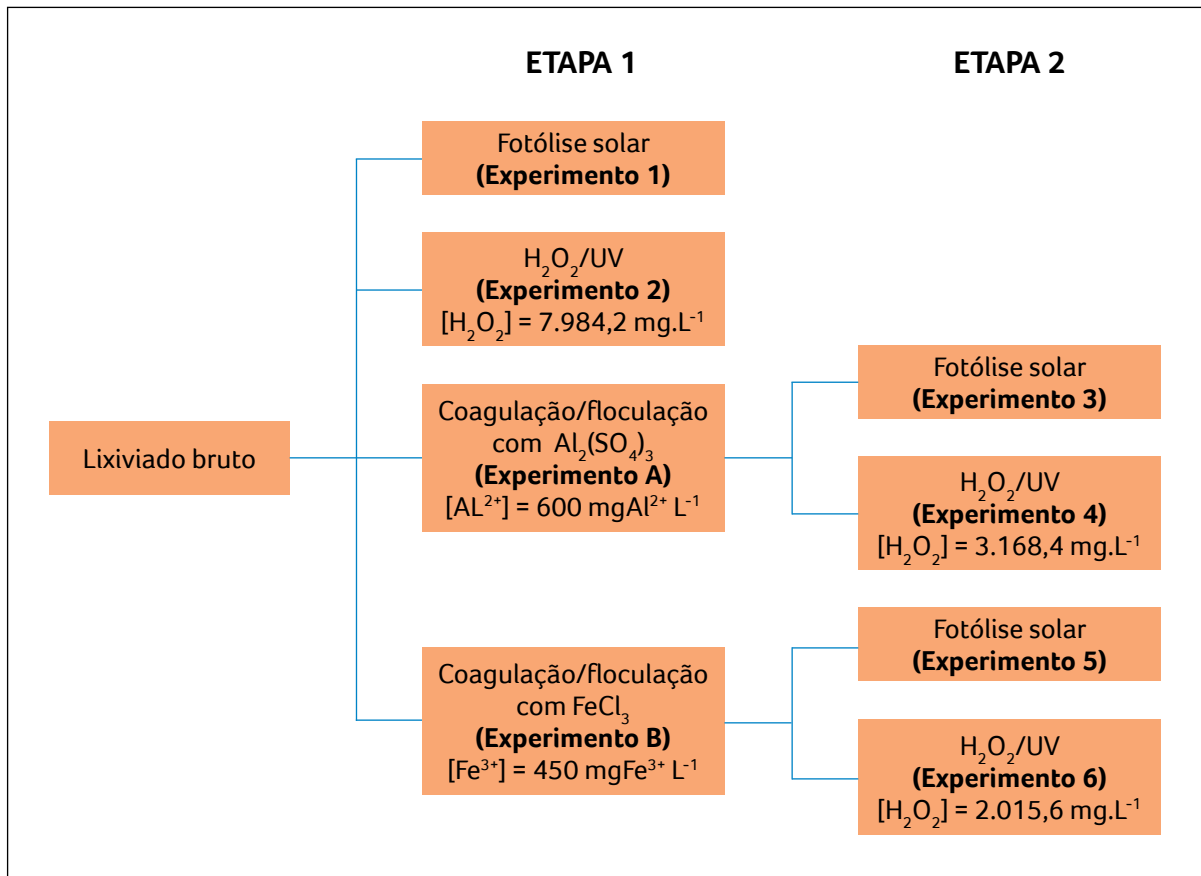 ETAPA 1
ETAPA 2
Fotólise solar
(Experimento 1)
H₂O₂/UV
(Experimento 2)
[H₂O₂] = 7.984,2 mg.L⁻¹
Lixiviado bruto
Coagulação/floculação
com Al₂(SO₄)₃
(Experimento A)
[AL²⁺] = 600 mgAl²⁺ L⁻¹
Fotólise solar
(Experimento 3)
H₂O₂/UV
(Experimento 4)
[H₂O₂] = 3.168,4 mg.L⁻¹
Coagulação/floculação
com FeCl₃
(Experimento B)
[Fe³⁺] = 450 mgFe³⁺ L⁻¹
Fotólise solar
(Experimento 5)
H₂O₂/UV
(Experimento 6)
[H₂O₂] = 2.015,6 mg.L⁻¹